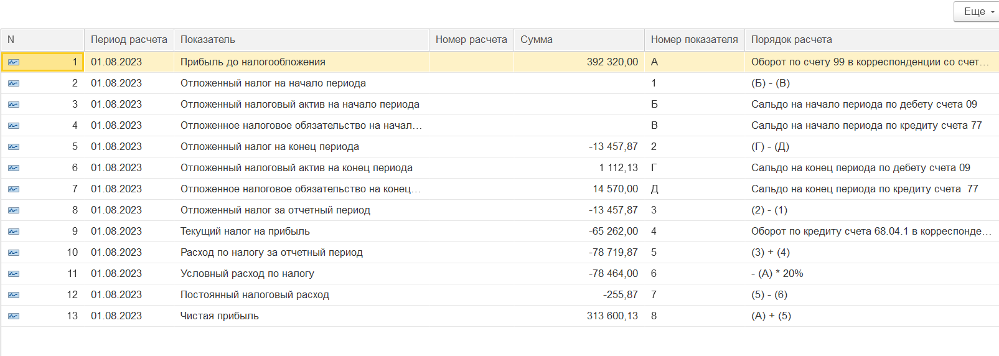 Еще
N Период расчета Показатель Номер расчета Сумма Номер показателя Порядок расчета
1 01.08.2023 Прибыль до налогообложения 392 320,00 А Оборот по счету 99 в корреспонденции со счет...
2 01.08.2023 Отложенный налог на начало периода 1 (Б) - (В)
3 01.08.2023 Отложенный налоговый актив на начало периода Б Сальдо на начало периода по дебету счета 09
4 01.08.2023 Отложенное налоговое обязательство на начал... В Сальдо на начало периода по кредиту счета 77
5 01.08.2023 Отложенный налог на конец периода -13 457,87 2 (Г) - (Д)
6 01.08.2023 Отложенный налоговый актив на конец периода 1 112,13 Г Сальдо на конец периода по дебету счета 09
7 01.08.2023 Отложенное налоговое обязательство на конец... 14 570,00 Д Сальдо на конец периода по кредиту счета  77
8 01.08.2023 Отложенный налог за отчетный период -13 457,87 3 (2) - (1)
9 01.08.2023 Текущий налог на прибыль -65 262,00 4 Оборот по кредиту счета 68.04.1 в корреспонде...
10 01.08.2023 Расход по налогу за отчетный период -78 719,87 5 (3) + (4)
11 01.08.2023 Условный расход по налогу -78 464,00 6 - (А) * 20%
12 01.08.2023 Постоянный налоговый расход -255,87 7 (5) - (6)
13 01.08.2023 Чистая прибыль 313 600,13 8 (А) + (5)